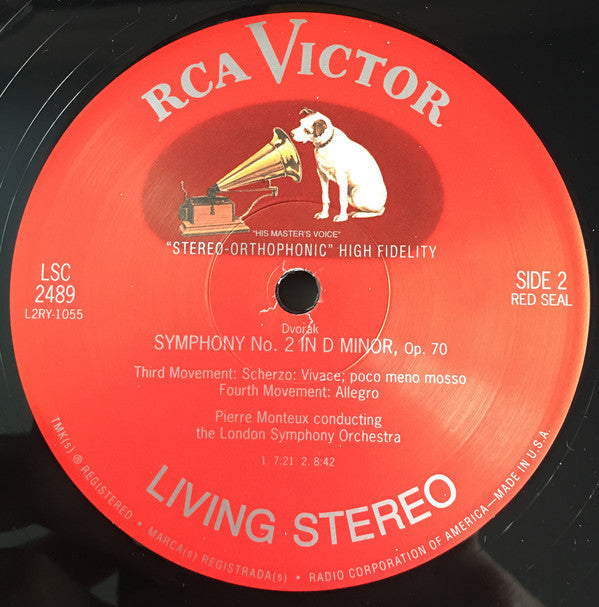 RCA VICTOR
"HIS MASTER'S VOICE"
"STEREO-ORTHOPHONIC" HIGH FIDELITY
LSC
2489
L2RY-1055
SIDE 2
RED SEAL
Dvorák
SYMPHONY No. 2 IN D MINOR, Op. 70
Third Movement: Scherzo: Vivace; poco meno mosso
Fourth Movement: Allegro
Pierre Monteux conducting
the London Symphony Orchestra
1. 7:21 2. 8:42
LIVING STEREO
TMK(s) ® REGISTERED • MARCA(s) REGISTRADA(s) • RADIO CORPORATION OF AMERICA—MADE IN U.S.A.